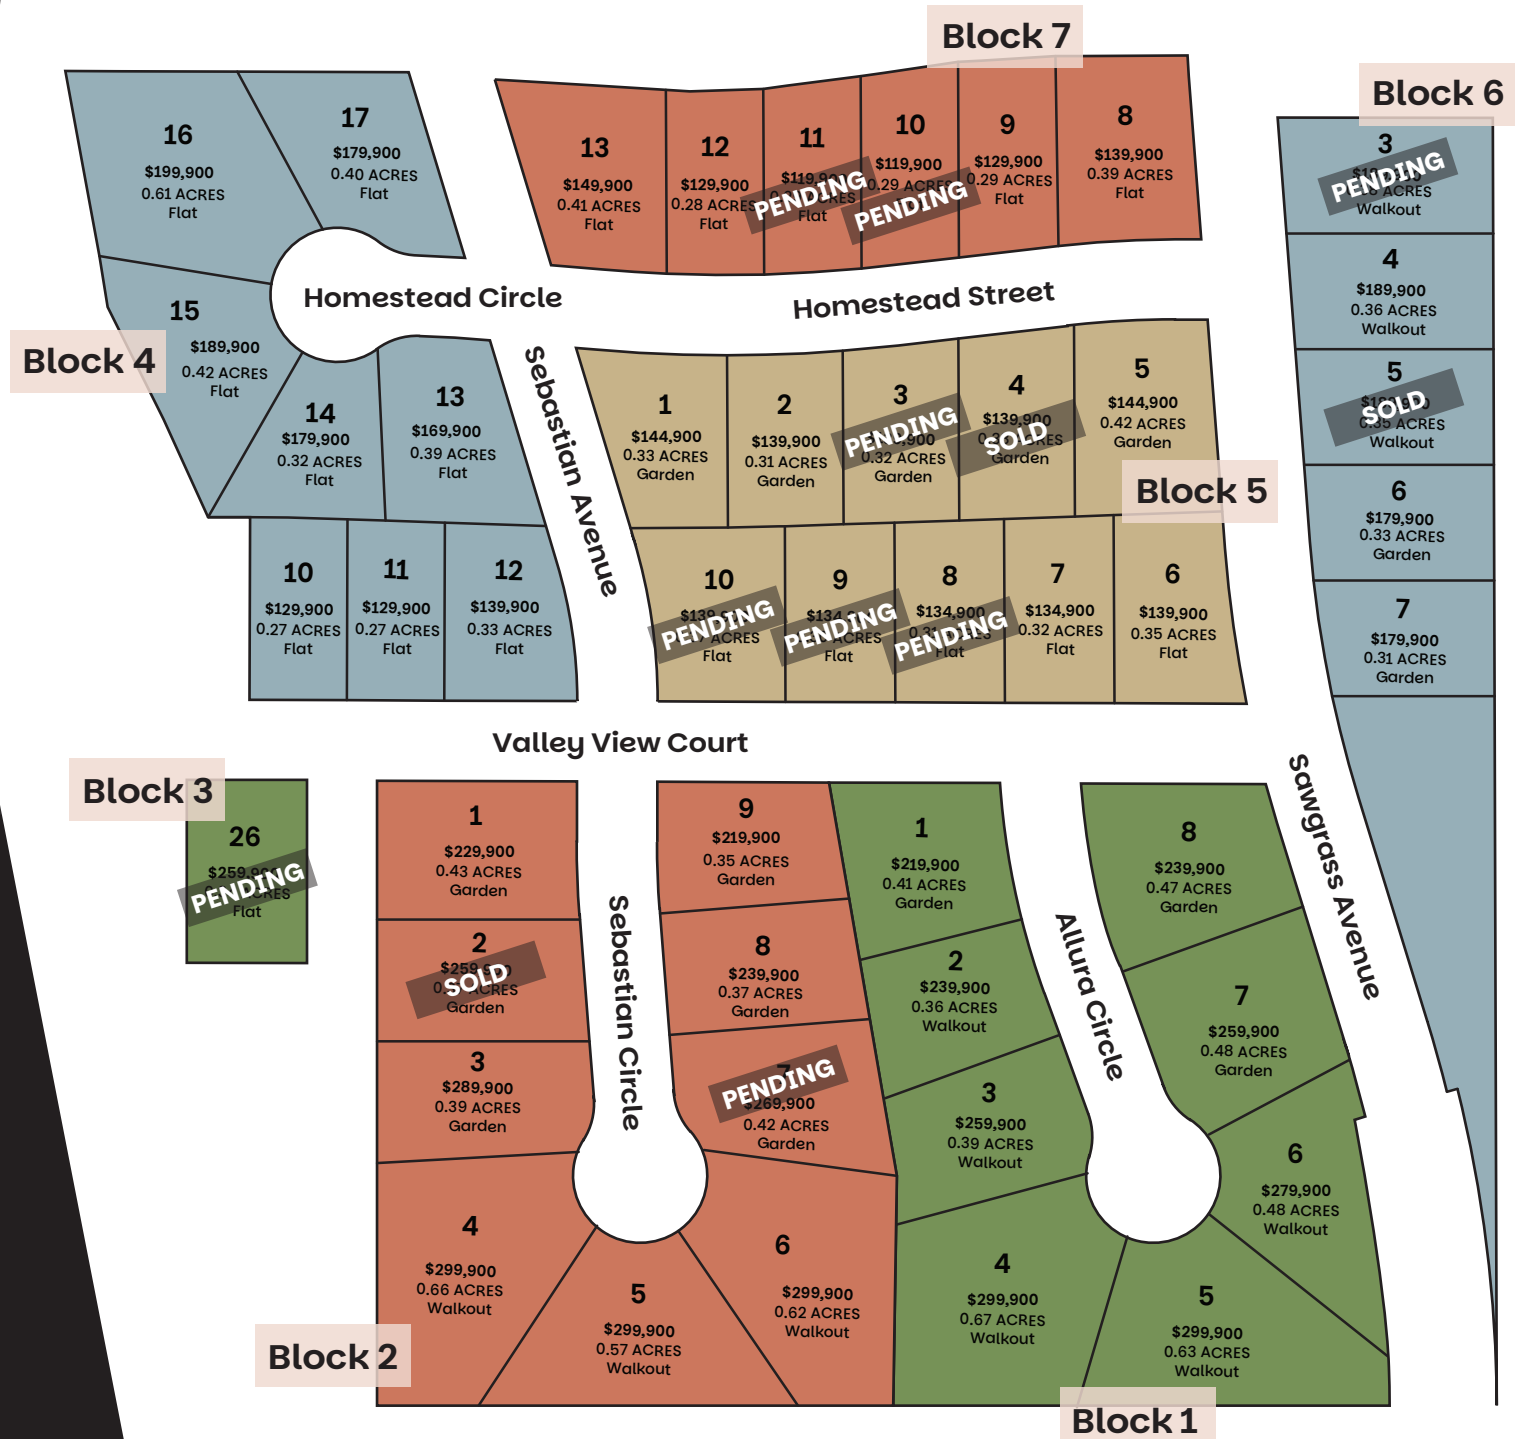 Block 7
Block 6
16
$199,900
0.61 ACRES
Flat
17
$179,900
0.40 ACRES
Flat
13
$149,900
0.41 ACRES
Flat
12
$129,900
0.28 ACRES
Flat
11
$119,900
PENDING
Flat
10
$119,900
0.29 ACRES
PENDING
9
$129,900
0.29 ACRES
Flat
8
$139,900
0.39 ACRES
Flat
3
PENDING
ACRES
Walkout
4
$189,900
0.36 ACRES
Walkout
5
SOLD
0.35 ACRES
Walkout
6
$179,900
0.33 ACRES
Garden
7
$179,900
0.31 ACRES
Garden
Homestead Circle
Homestead Street
Block 4
15
$189,900
0.42 ACRES
Flat
14
$179,900
0.32 ACRES
Flat
13
$169,900
0.39 ACRES
Flat
Sebastian Avenue
1
$144,900
0.33 ACRES
Garden
2
$139,900
0.31 ACRES
Garden
3
PENDING
0.32 ACRES
Garden
4
$139,900
SOLD
Garden
5
$144,900
0.42 ACRES
Garden
Block 5
10
$129,900
0.27 ACRES
Flat
11
$129,900
0.27 ACRES
Flat
12
$139,900
0.33 ACRES
Flat
10
PENDING
Flat
9
PENDING
Flat
8
$134,900
PENDING
Flat
7
$134,900
0.32 ACRES
Flat
6
$139,900
0.35 ACRES
Flat
Valley View Court
Sawgrass Avenue
Block 3
26
$259,900
PENDING
Flat
1
$229,900
0.43 ACRES
Garden
2
SOLD
ACRES
Garden
3
$289,900
0.39 ACRES
Garden
4
$299,900
0.66 ACRES
Walkout
5
$299,900
0.57 ACRES
Walkout
6
$299,900
0.62 ACRES
Walkout
Sebastian Circle
9
$219,900
0.35 ACRES
Garden
8
$239,900
0.37 ACRES
Garden
7
PENDING
$269,900
0.42 ACRES
Garden
Block 2
1
$219,900
0.41 ACRES
Garden
2
$239,900
0.36 ACRES
Walkout
3
$259,900
0.39 ACRES
Walkout
4
$299,900
0.67 ACRES
Walkout
Allura Circle
8
$239,900
0.47 ACRES
Garden
7
$259,900
0.48 ACRES
Garden
6
$279,900
0.48 ACRES
Walkout
5
$299,900
0.63 ACRES
Walkout
Block 1